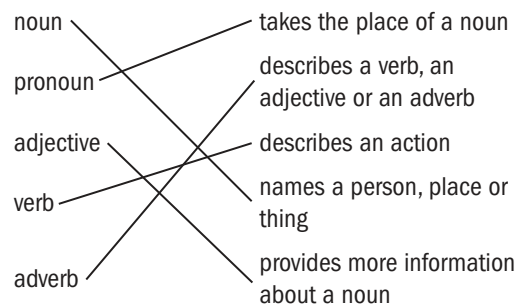 noun
pronoun
adjective
verb
adverb
takes the place of a noun
describes a verb, an
adjective or an adverb
describes an action
names a person, place or
thing
provides more information
about a noun